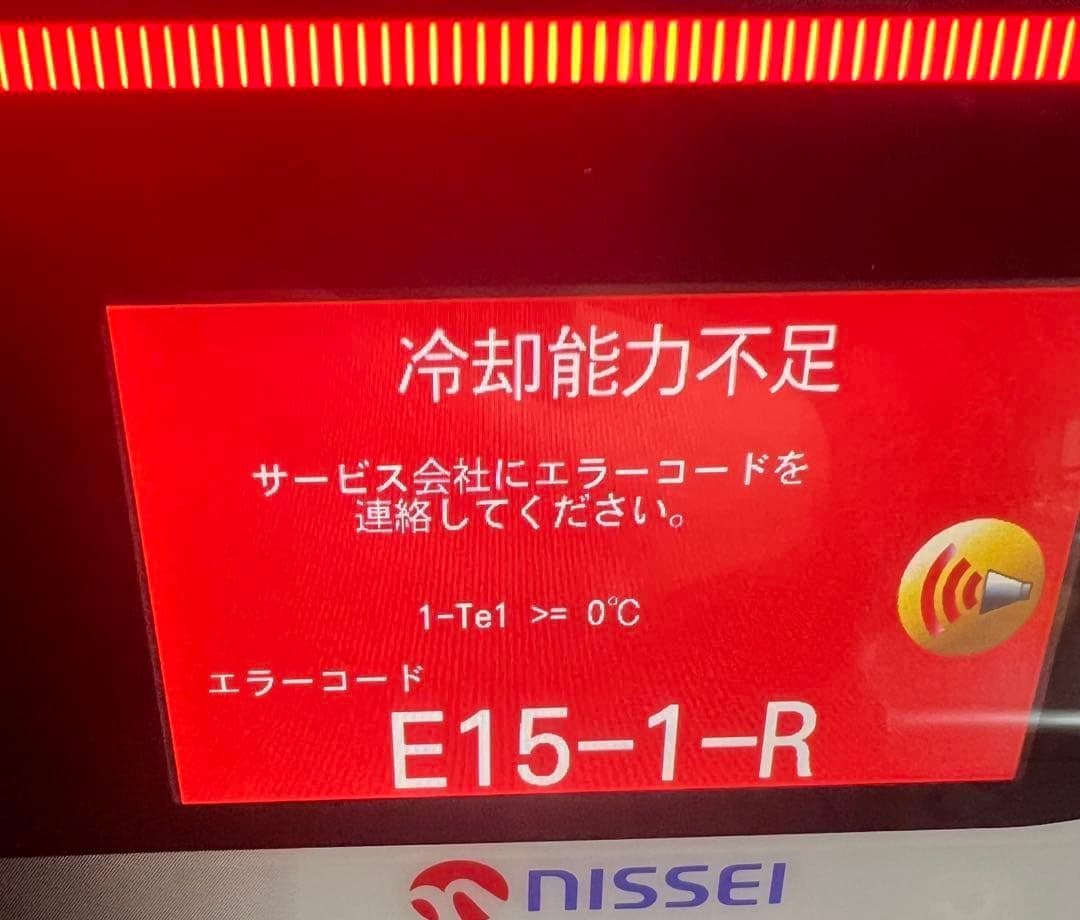 冷却能力不足
サービス会社にエラーコードを
連絡してください。
1-Te1 >= 0℃
エラーコード
E15-1-R
NISSEI